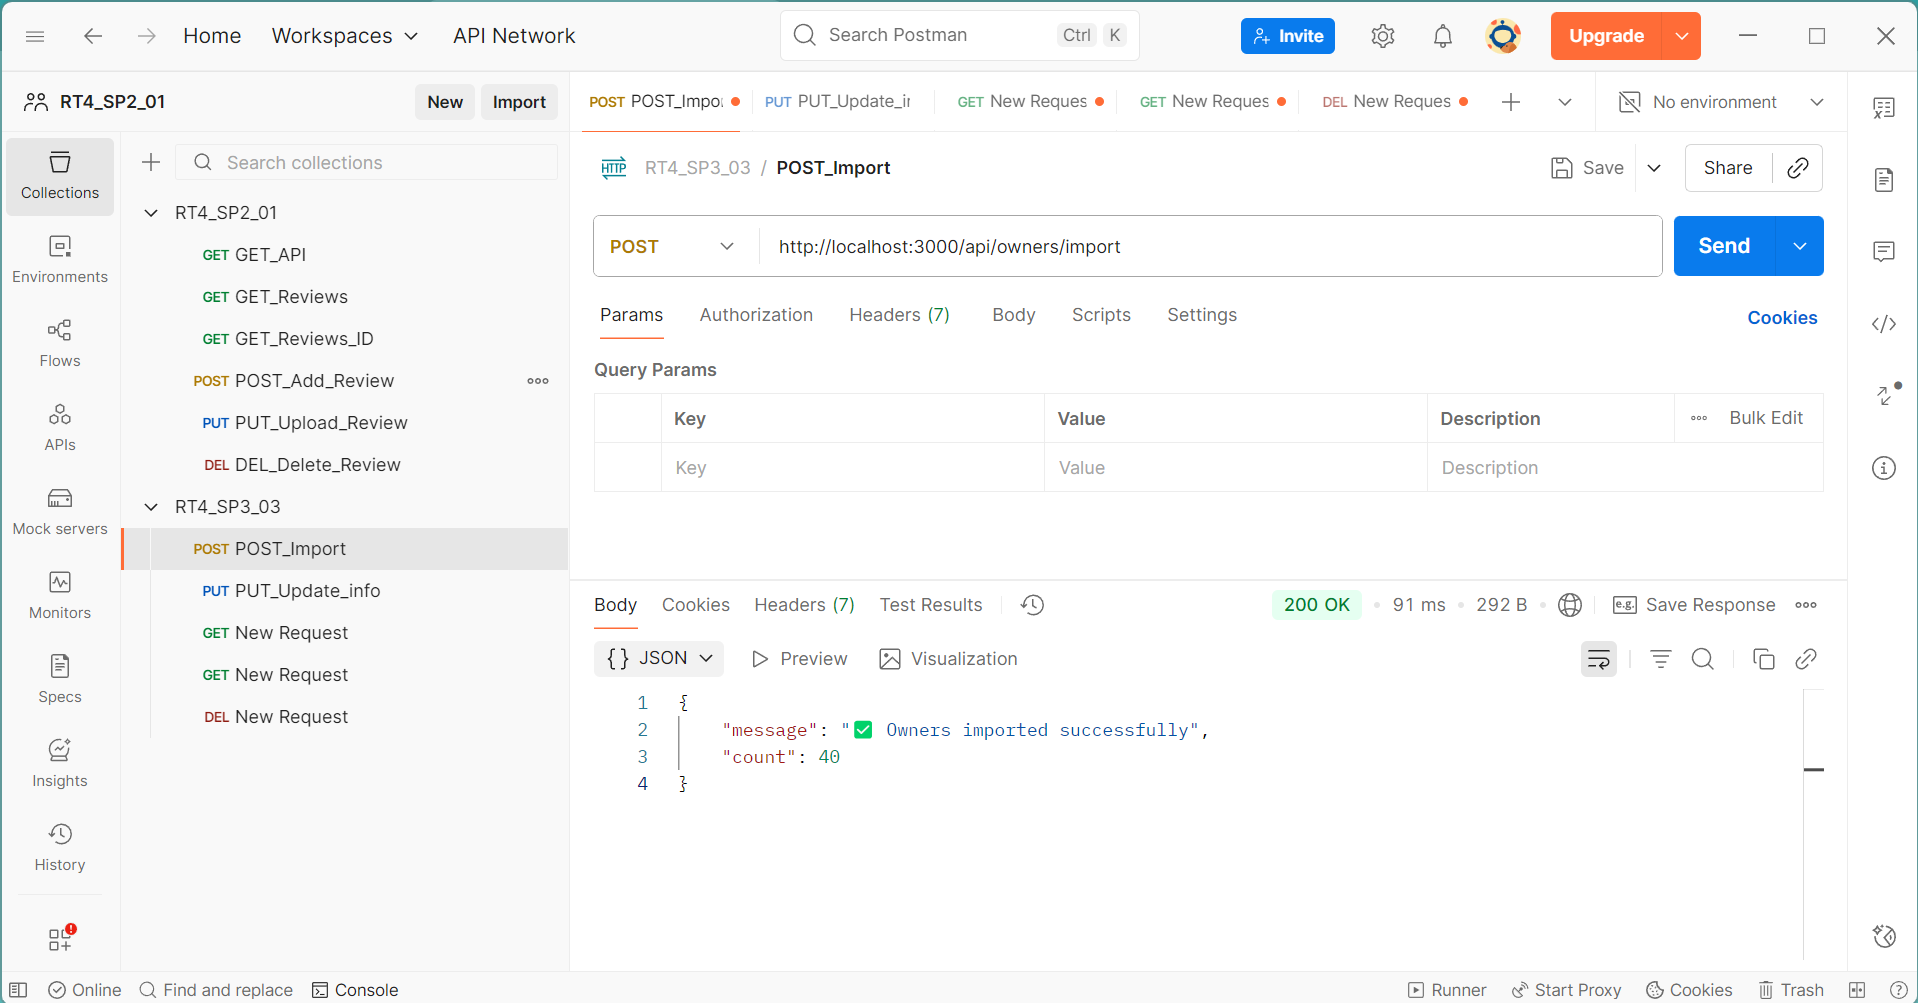 Home
Workspaces
API Network
Search Postman
Ctrl
K
Invite
Upgrade
RT4_SP2_01
New
Import
POST POST_Impo
PUT PUT_Update_ir
GET New Reques
GET New Reques
DEL New Reques
No environment
Collections
Environments
Flows
APIs
Mock servers
Monitors
Specs
Insights
History
Search collections
RT4_SP2_01
GET GET_API
GET GET_Reviews
GET GET_Reviews_ID
POST POST_Add_Review
PUT PUT_Upload_Review
DEL DEL_Delete_Review
RT4_SP3_03
POST POST_Import
PUT PUT_Update_info
GET New Request
GET New Request
DEL New Request
HTTP
RT4_SP3_03 / POST_Import
Save
Share
POST
http://localhost:3000/api/owners/import
Send
Params
Authorization
Headers (7)
Body
Scripts
Settings
Cookies
Query Params
Key
Value
Description
Bulk Edit
Key
Value
Description
Body
Cookies
Headers (7)
Test Results
200 OK
91 ms
292 B
e.g.
Save Response
{} JSON
Preview
Visualization
1 {
2 "message": "✅ Owners imported successfully",
3 "count": 40
4 }
Online
Find and replace
Console
Runner
Start Proxy
Cookies
Trash